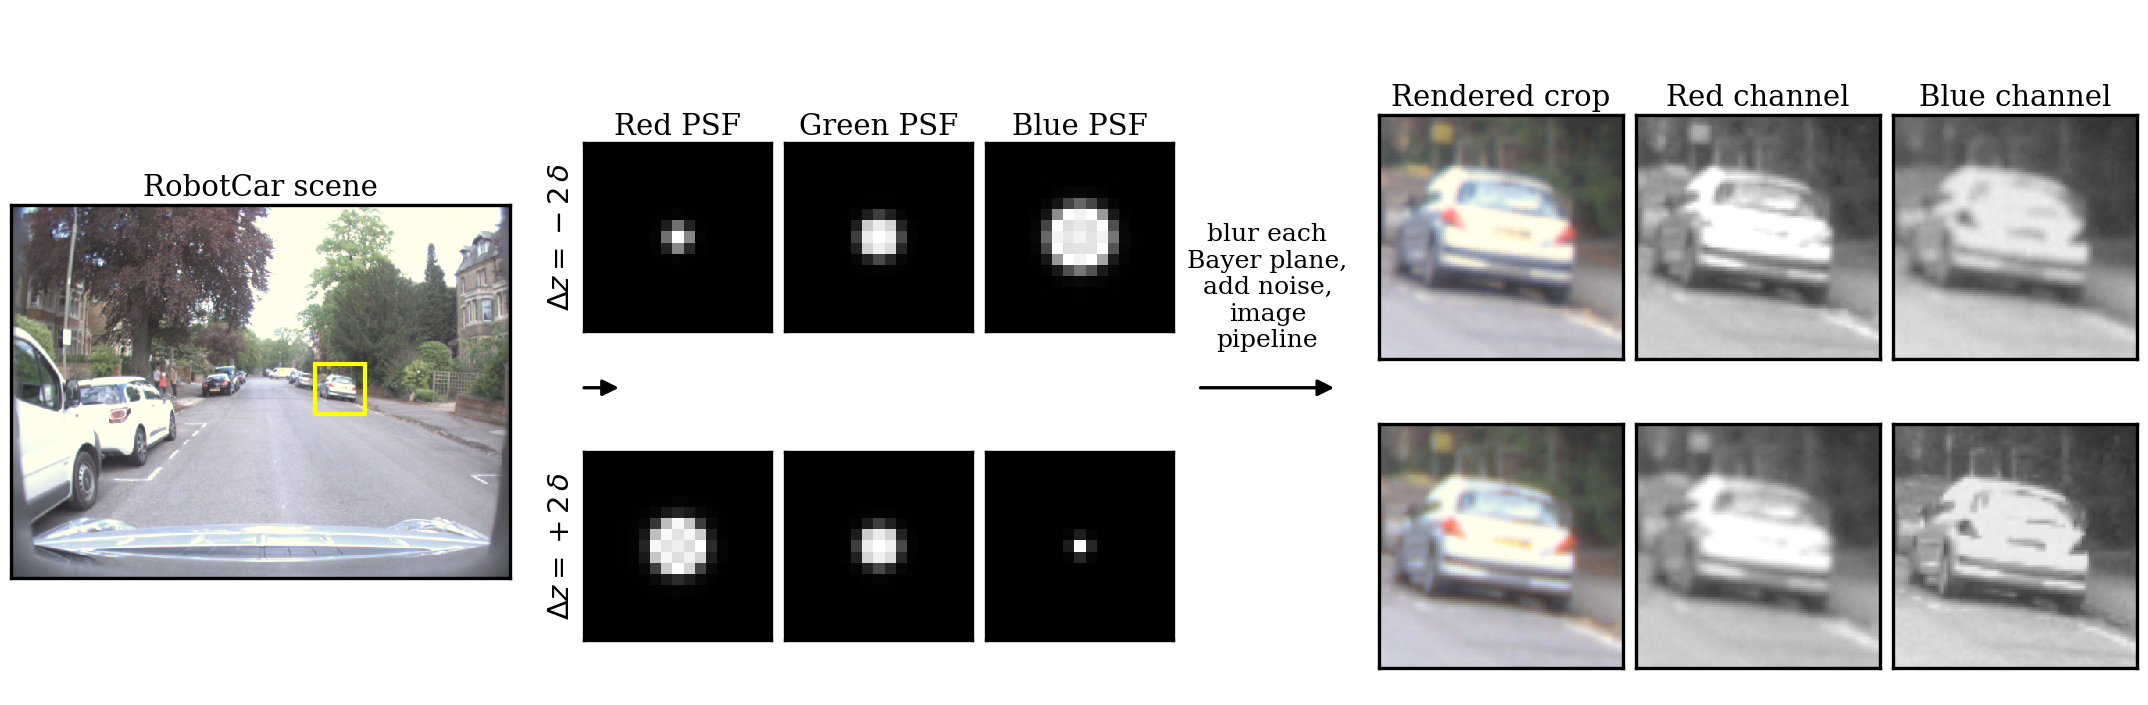 RobotCar scene
Red PSF
Green PSF
Blue PSF
Δz = −2δ
Δz = +2δ
blur each
Bayer plane,
add noise,
image
pipeline
Rendered crop
Red channel
Blue channel